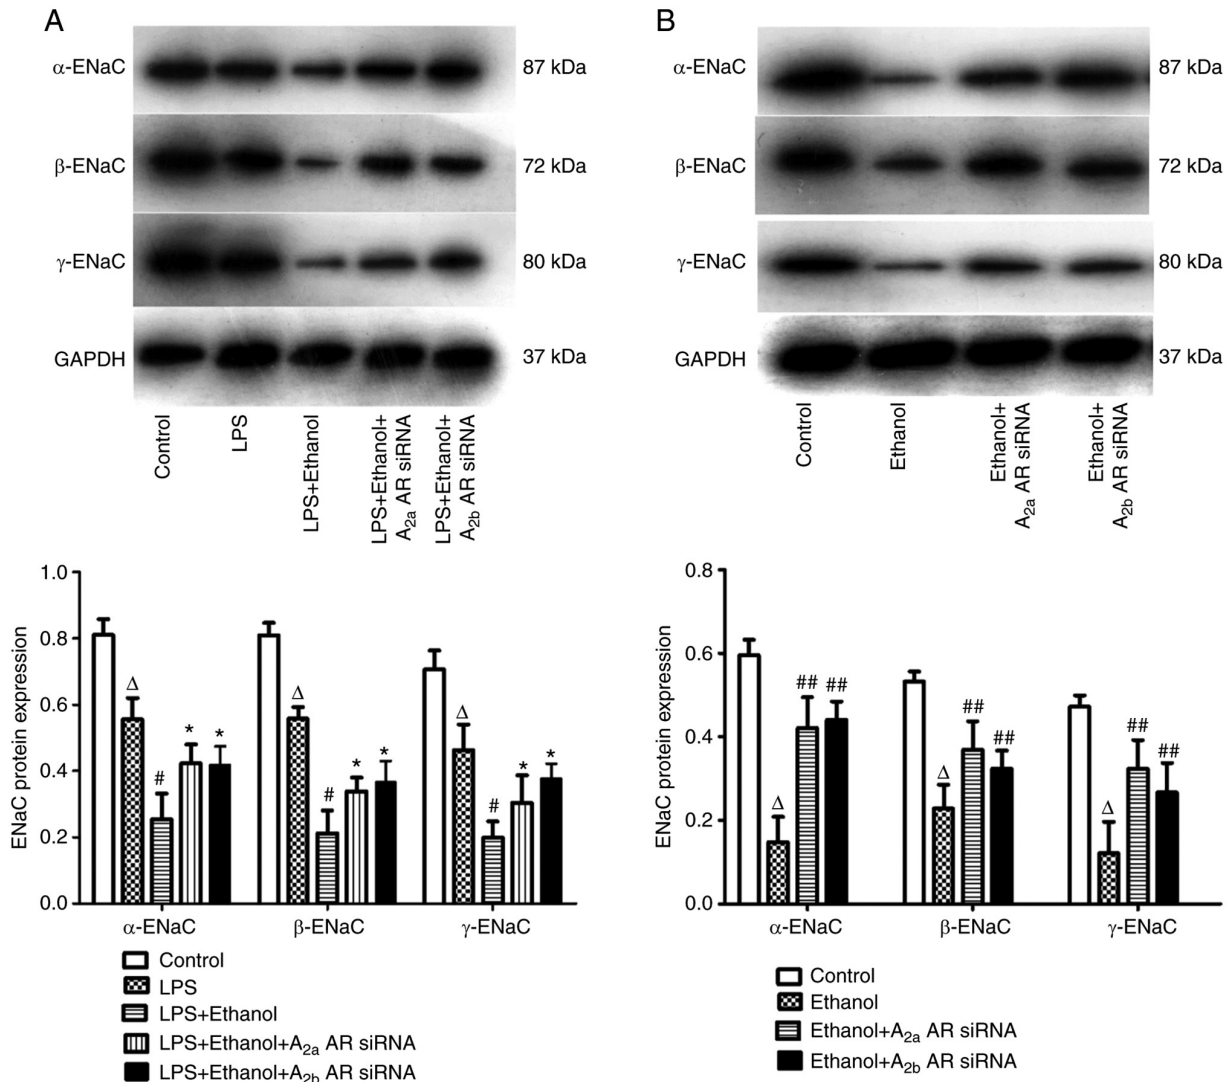 A
α-ENaC
87 kDa
β-ENaC
72 kDa
γ-ENaC
80 kDa
GAPDH
37 kDa
Control
LPS
LPS+Ethanol
LPS+Ethanol+
A2a AR siRNA
LPS+Ethanol+
A2b AR siRNA
ENaC protein expression
1.0
0.8
0.6
0.4
0.2
0.0
Δ
#
*
*
Δ
#
*
*
Δ
#
*
*
α-ENaC
β-ENaC
γ-ENaC
Control
LPS
LPS+Ethanol
LPS+Ethanol+A2a AR siRNA
LPS+Ethanol+A2b AR siRNA
B
α-ENaC
87 kDa
β-ENaC
72 kDa
γ-ENaC
80 kDa
GAPDH
37 kDa
Control
Ethanol
Ethanol+
A2a AR siRNA
Ethanol+
A2b AR siRNA
ENaC protein expression
0.8
0.6
0.4
0.2
0.0
Δ
##
##
Δ
##
##
Δ
##
##
α-ENaC
β-ENaC
γ-ENaC
Control
Ethanol
Ethanol+A2a AR siRNA
Ethanol+A2b AR siRNA